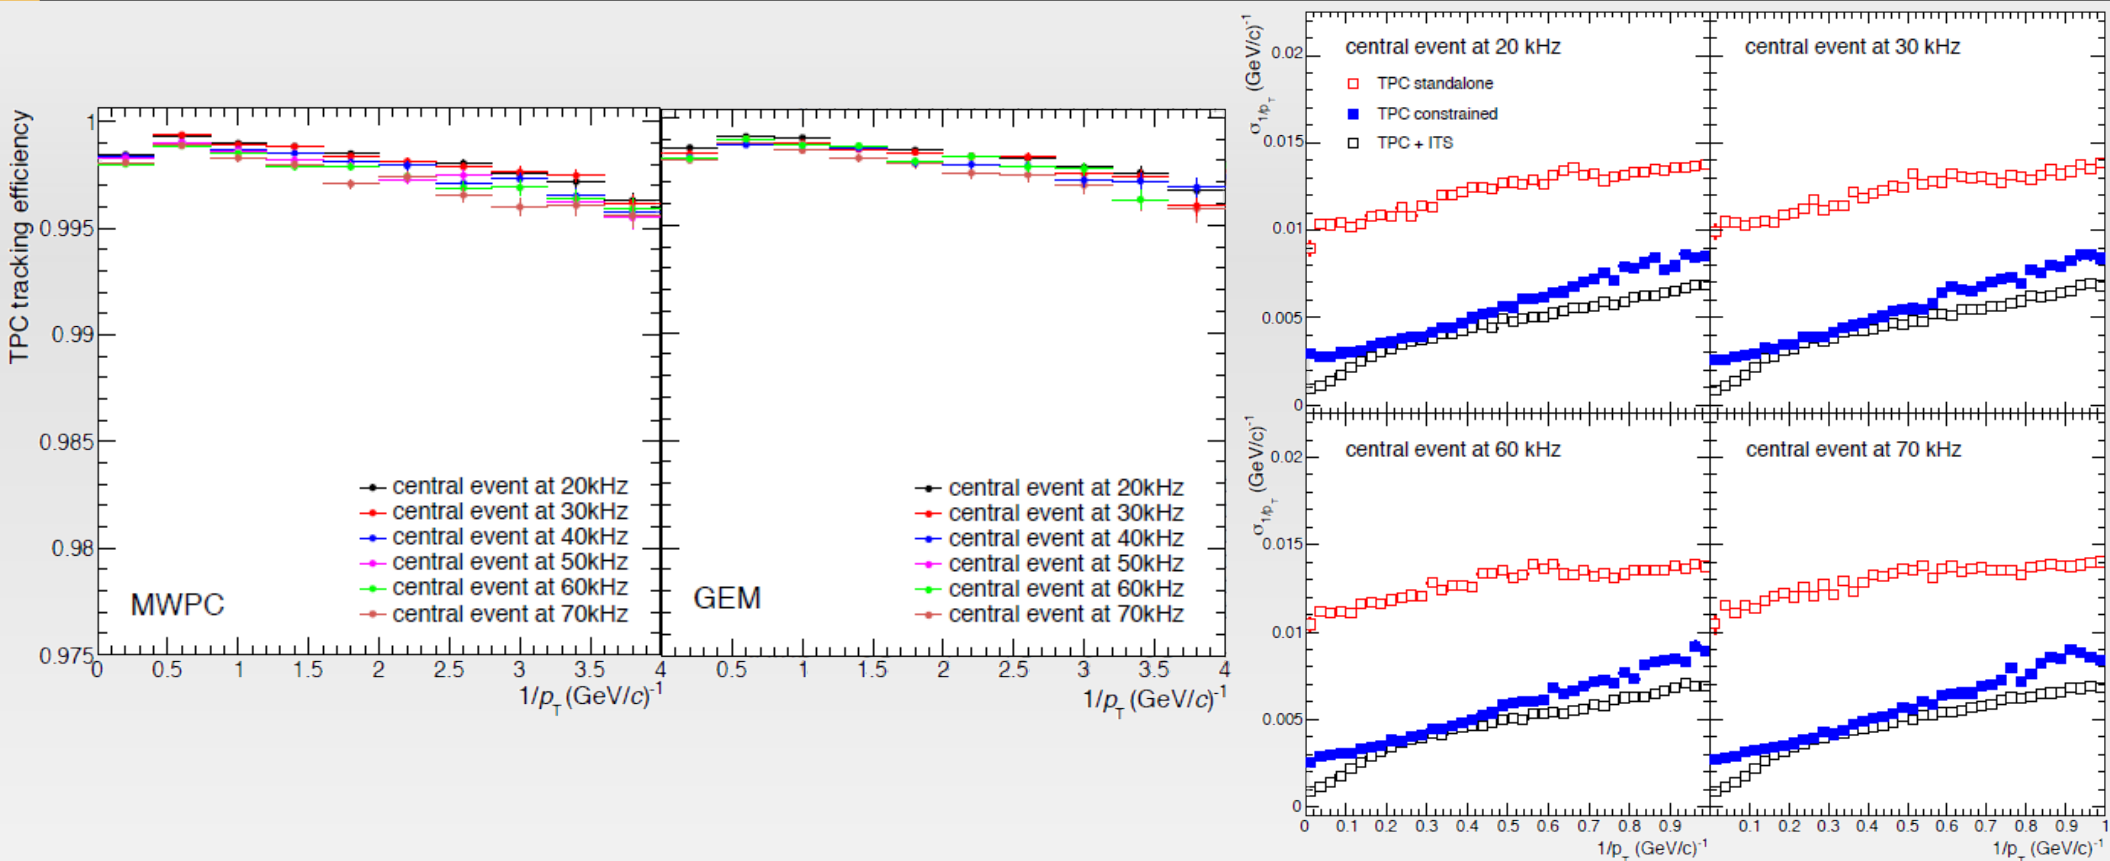 TPC tracking efficiency
1
0.995
0.99
0.985
0.98
0.975
central event at 20kHz
central event at 30kHz
central event at 40kHz
central event at 50kHz
central event at 60kHz
central event at 70kHz
MWPC
0 0.5 1 1.5 2 2.5 3 3.5 4
1/p_T (GeV/c)^-1
central event at 20kHz
central event at 30kHz
central event at 40kHz
central event at 50kHz
central event at 60kHz
central event at 70kHz
GEM
0.5 1 1.5 2 2.5 3 3.5 4
1/p_T (GeV/c)^-1
σ_1/p_T (GeV/c)^-1
0.02
0.015
0.01
0.005
0
central event at 20 kHz
TPC standalone
TPC constrained
TPC + ITS
central event at 30 kHz
σ_1/p_T (GeV/c)^-1
0.02
0.015
0.01
0.005
0
central event at 60 kHz
central event at 70 kHz
0 0.1 0.2 0.3 0.4 0.5 0.6 0.7 0.8 0.9
1/p_T (GeV/c)^-1
0.1 0.2 0.3 0.4 0.5 0.6 0.7 0.8 0.9 1
1/p_T (GeV/c)^-1